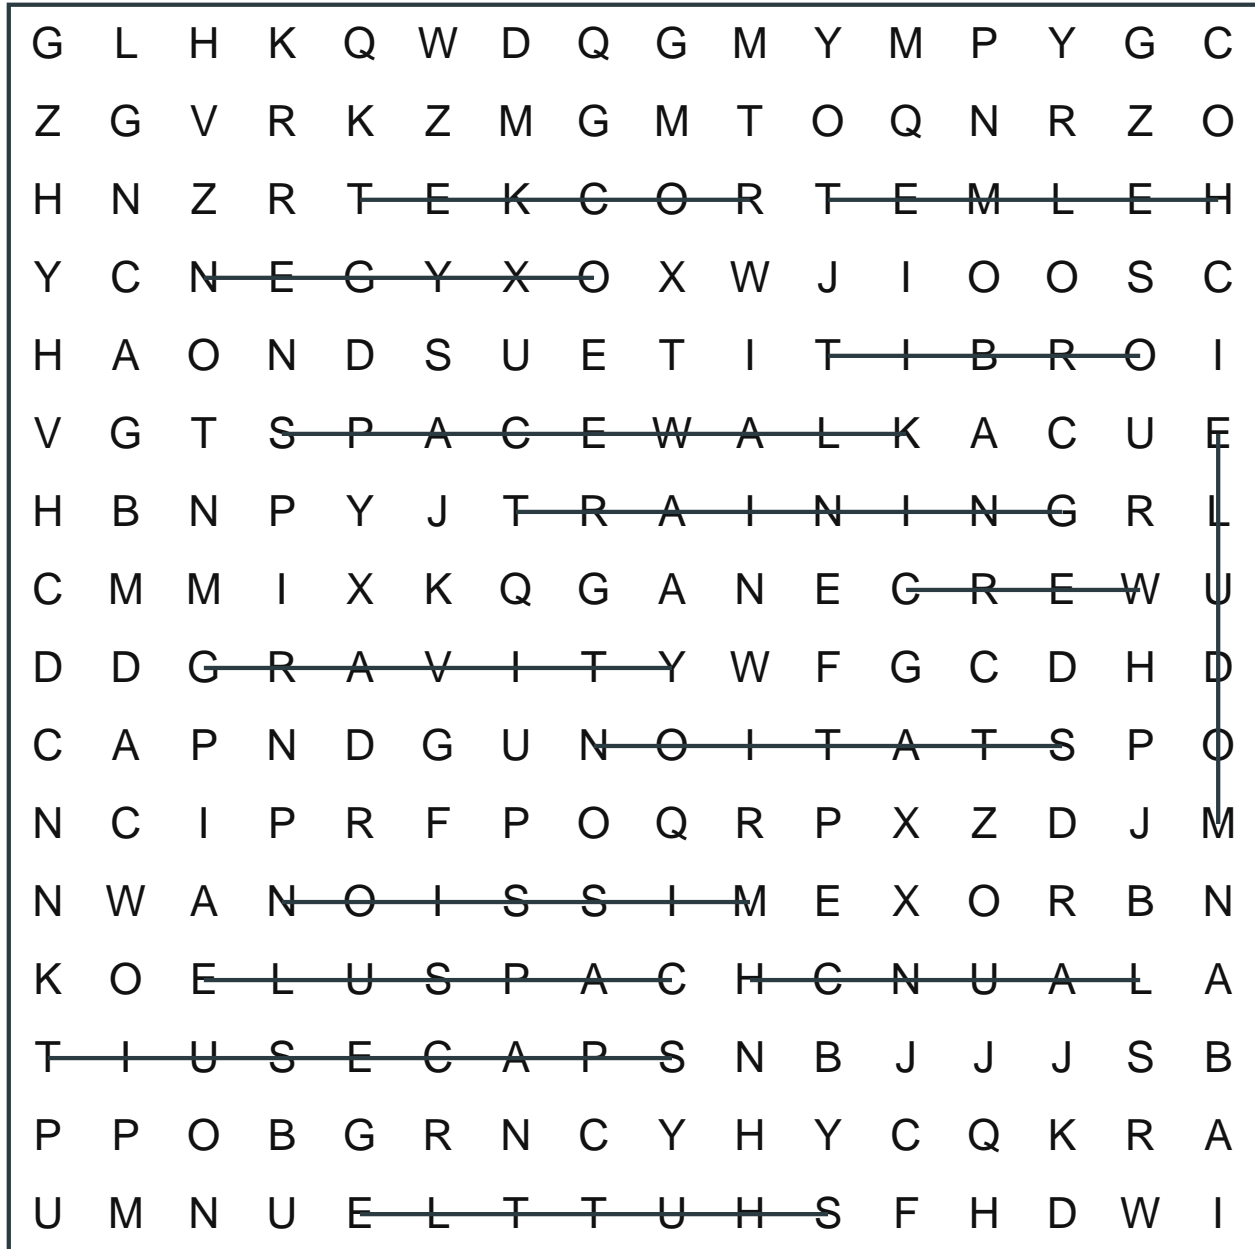 G L H K Q W D Q G M Y M P Y G C
Z G V R K Z M G M T O Q N R Z O
H N Z R T E K C O R T E M L E H
Y C N E G Y X O X W J I O O S C
H A O N D S U E T I T I B R O I
V G T S P A C E W A L K A C U E
H B N P Y J T R A I N I N G R L
C M M I X K Q G A N E C R E W U
D D G R A V I T Y W F G C D H D
C A P N D G U N O I T A T S P O
N C I P R F P O Q R P X Z D J M
N W A N O I S S I M E X O R B N
K O E L U S P A C H C N U A L A
T I U S E C A P S N B J J J S B
P P O B G R N C Y H Y C Q K R A
U M N U E L T T U H S F H D W I